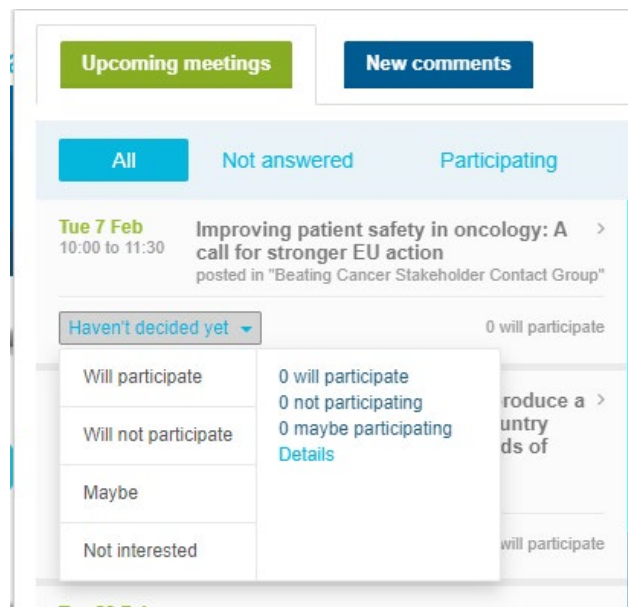 Upcoming meetings
New comments
All
Not answered
Participating
Tue 7 Feb
10:00 to 11:30
Improving patient safety in oncology: A
call for stronger EU action
posted in "Beating Cancer Stakeholder Contact Group"
Haven't decided yet
0 will participate
Will participate
Will not participate
Maybe
Not interested
0 will participate
0 not participating
0 maybe participating
Details
roduce a
untry
ds of
will participate